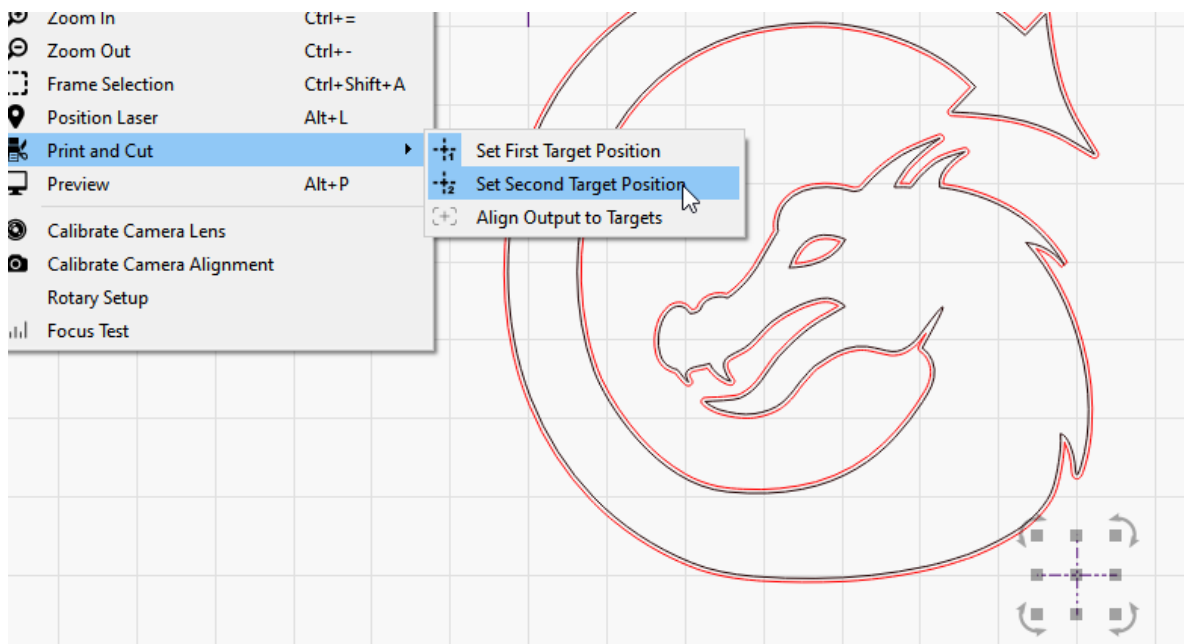 Zoom In Ctrl+=
Zoom Out Ctrl+-
Frame Selection Ctrl+Shift+A
Position Laser Alt+L
Print and Cut
Preview Alt+P
Calibrate Camera Lens
Calibrate Camera Alignment
Rotary Setup
Focus Test
1 Set First Target Position
2 Set Second Target Position
Align Output to Targets